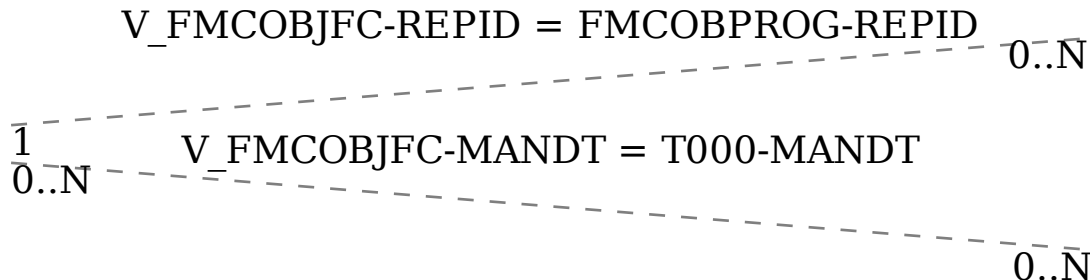 V_FMCOBJFC-REPID = FMCOBPROG-REPID
0..N
1
V_FMCOBJFC-MANDT = T000-MANDT
0..N
0..N